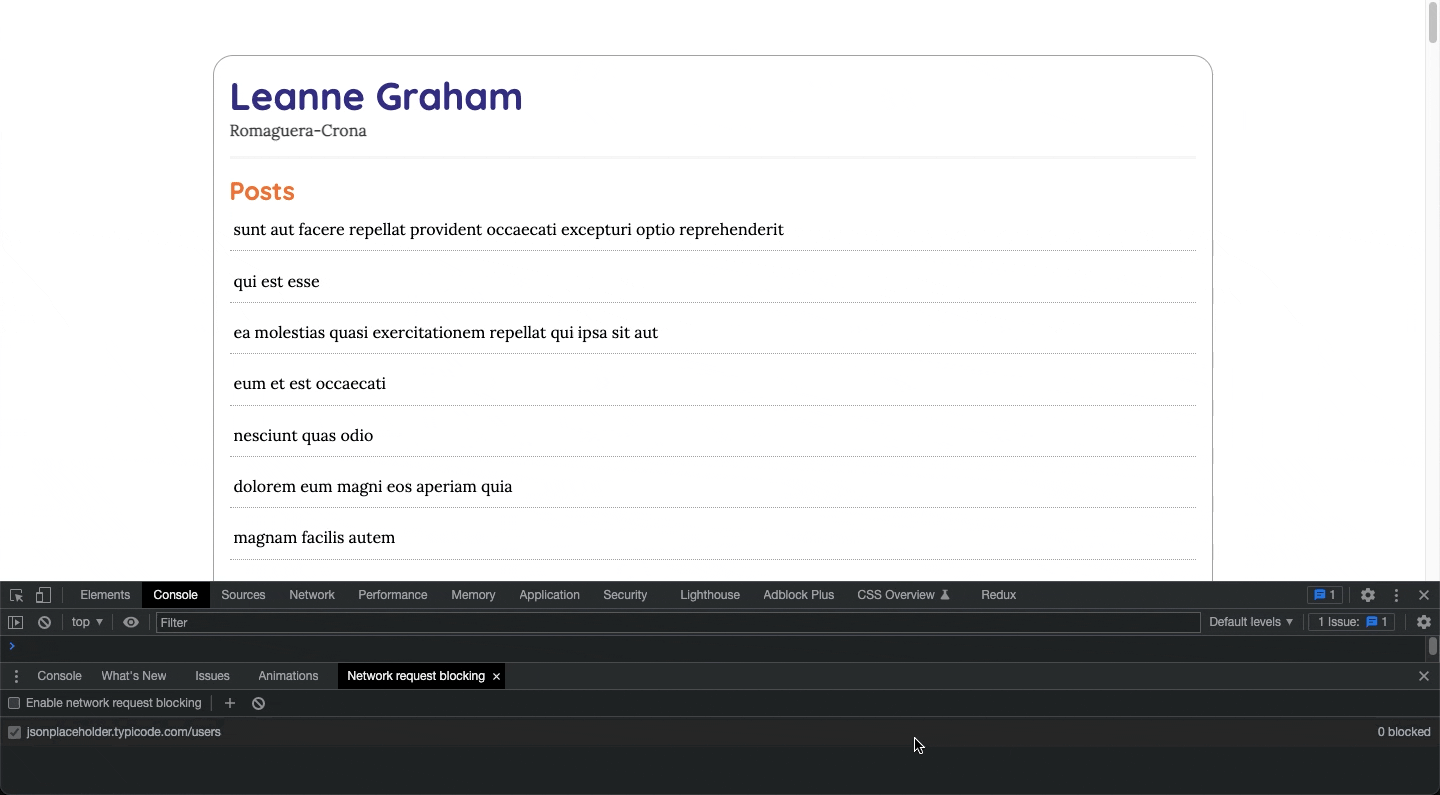 Leanne Graham
Romaguera-Crona
Posts
sunt aut facere repellat provident occaecati excepturi optio reprehenderit
qui est esse
ea molestias quasi exercitationem repellat qui ipsa sit aut
eum et est occaecati
nesciunt quas odio
dolorem eum magni eos aperiam quia
magnam facilis autem
Elements Console Sources Network Performance Memory Application Security Lighthouse Adblock Plus CSS Overview Redux 1
top Filter Default levels 1 Issue: 1
Console What's New Issues Animations Network request blocking
Enable network request blocking
jsonplaceholder.typicode.com/users 0 blocked